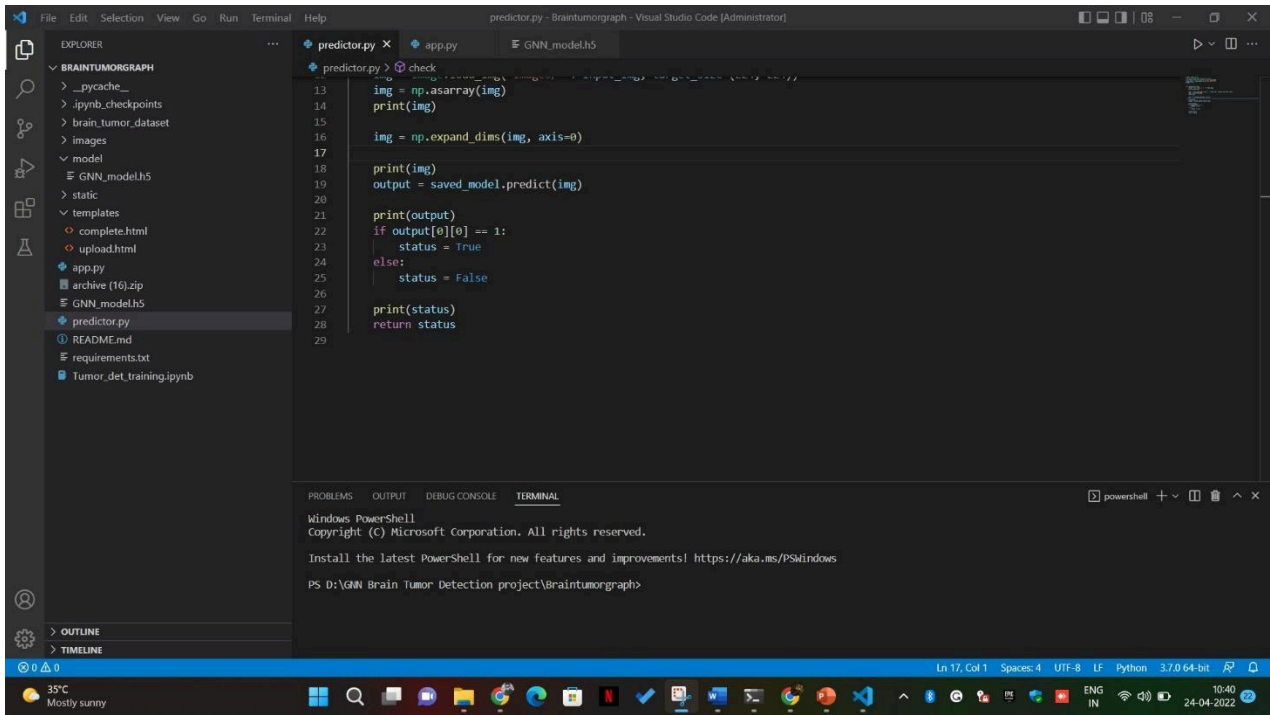 File Edit Selection View Go Run Terminal Help
predictor.py - Braintumorgraph - Visual Studio Code [Administrator]
EXPLORER
BRAINTUMORGRAPH
__pycache__
.ipynb_checkpoints
brain_tumor_dataset
images
model
GNN_model.h5
static
templates
complete.html
upload.html
app.py
archive (16).zip
GNN_model.h5
predictor.py
README.md
requirements.txt
Tumor_det_training.ipynb
OUTLINE
TIMELINE
predictor.py app.py GNN_model.h5
predictor.py > check
13 img = np.asarray(img)
14 print(img)
15
16 img = np.expand_dims(img, axis=0)
17
18 print(img)
19 output = saved_model.predict(img)
20
21 print(output)
22 if output[0][0] == 1:
23 status = True
24 else:
25 status = False
26
27 print(status)
28 return status
29
PROBLEMS OUTPUT DEBUG CONSOLE TERMINAL
powershell
Windows PowerShell
Copyright (C) Microsoft Corporation. All rights reserved.
Install the latest PowerShell for new features and improvements! https://aka.ms/PSWindows
PS D:\GNN Brain Tumor Detection project\Braintumorgraph>
0 0
Ln 17, Col 1 Spaces: 4 UTF-8 LF Python 3.7.0 64-bit
35°C
Mostly sunny
ENG
IN
10:40
24-04-2022
22